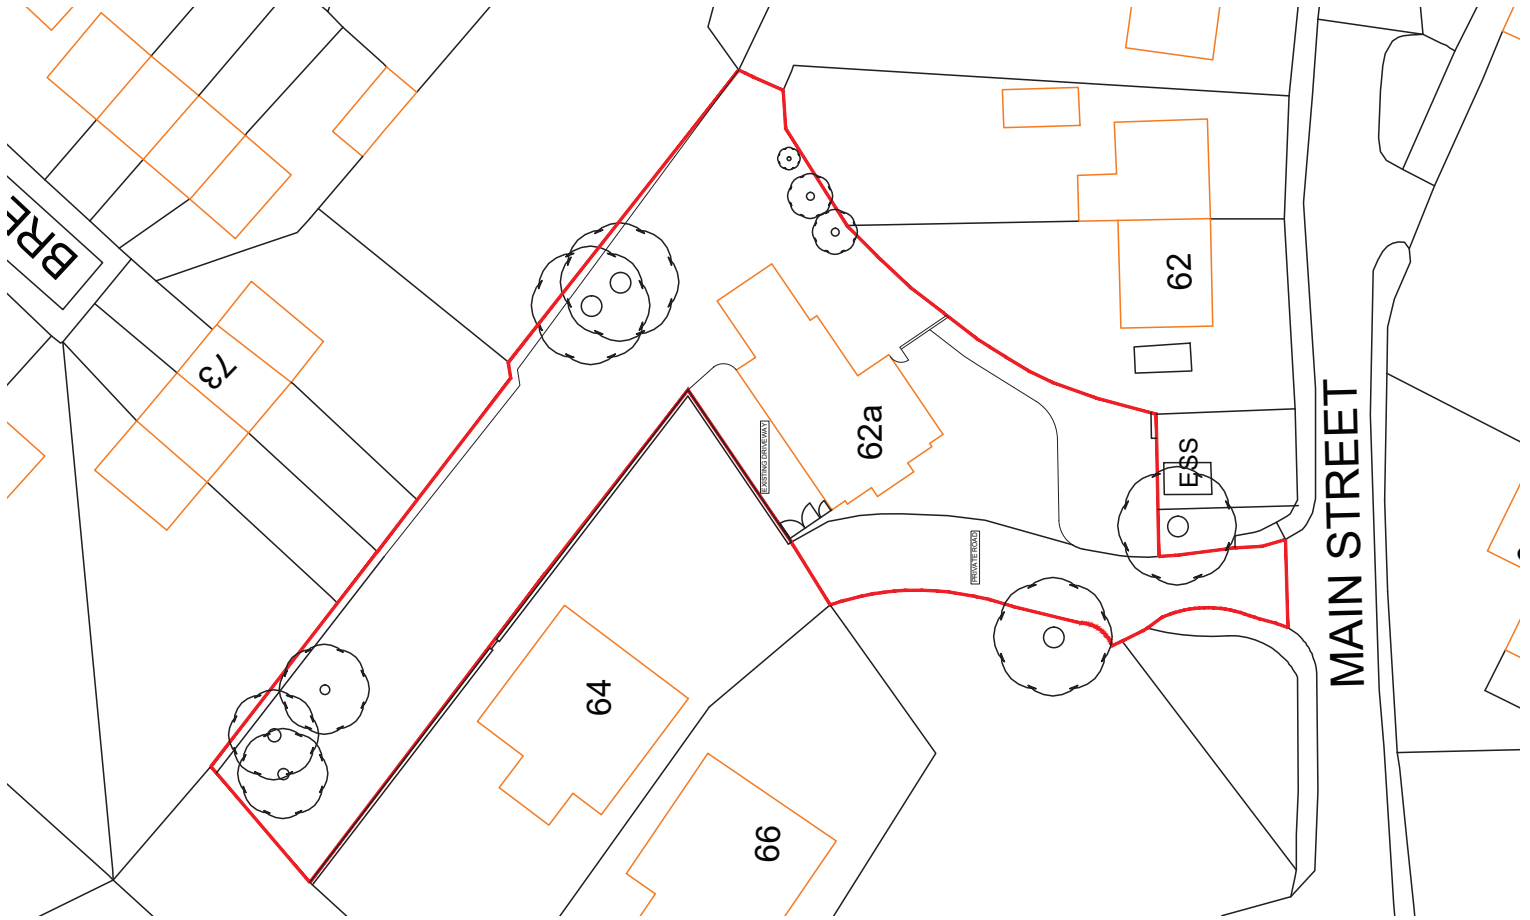 BRE
73
62
62a
EXISTING DRIVEWAY
ESS
PRIVATE ROAD
MAIN STREET
64
66